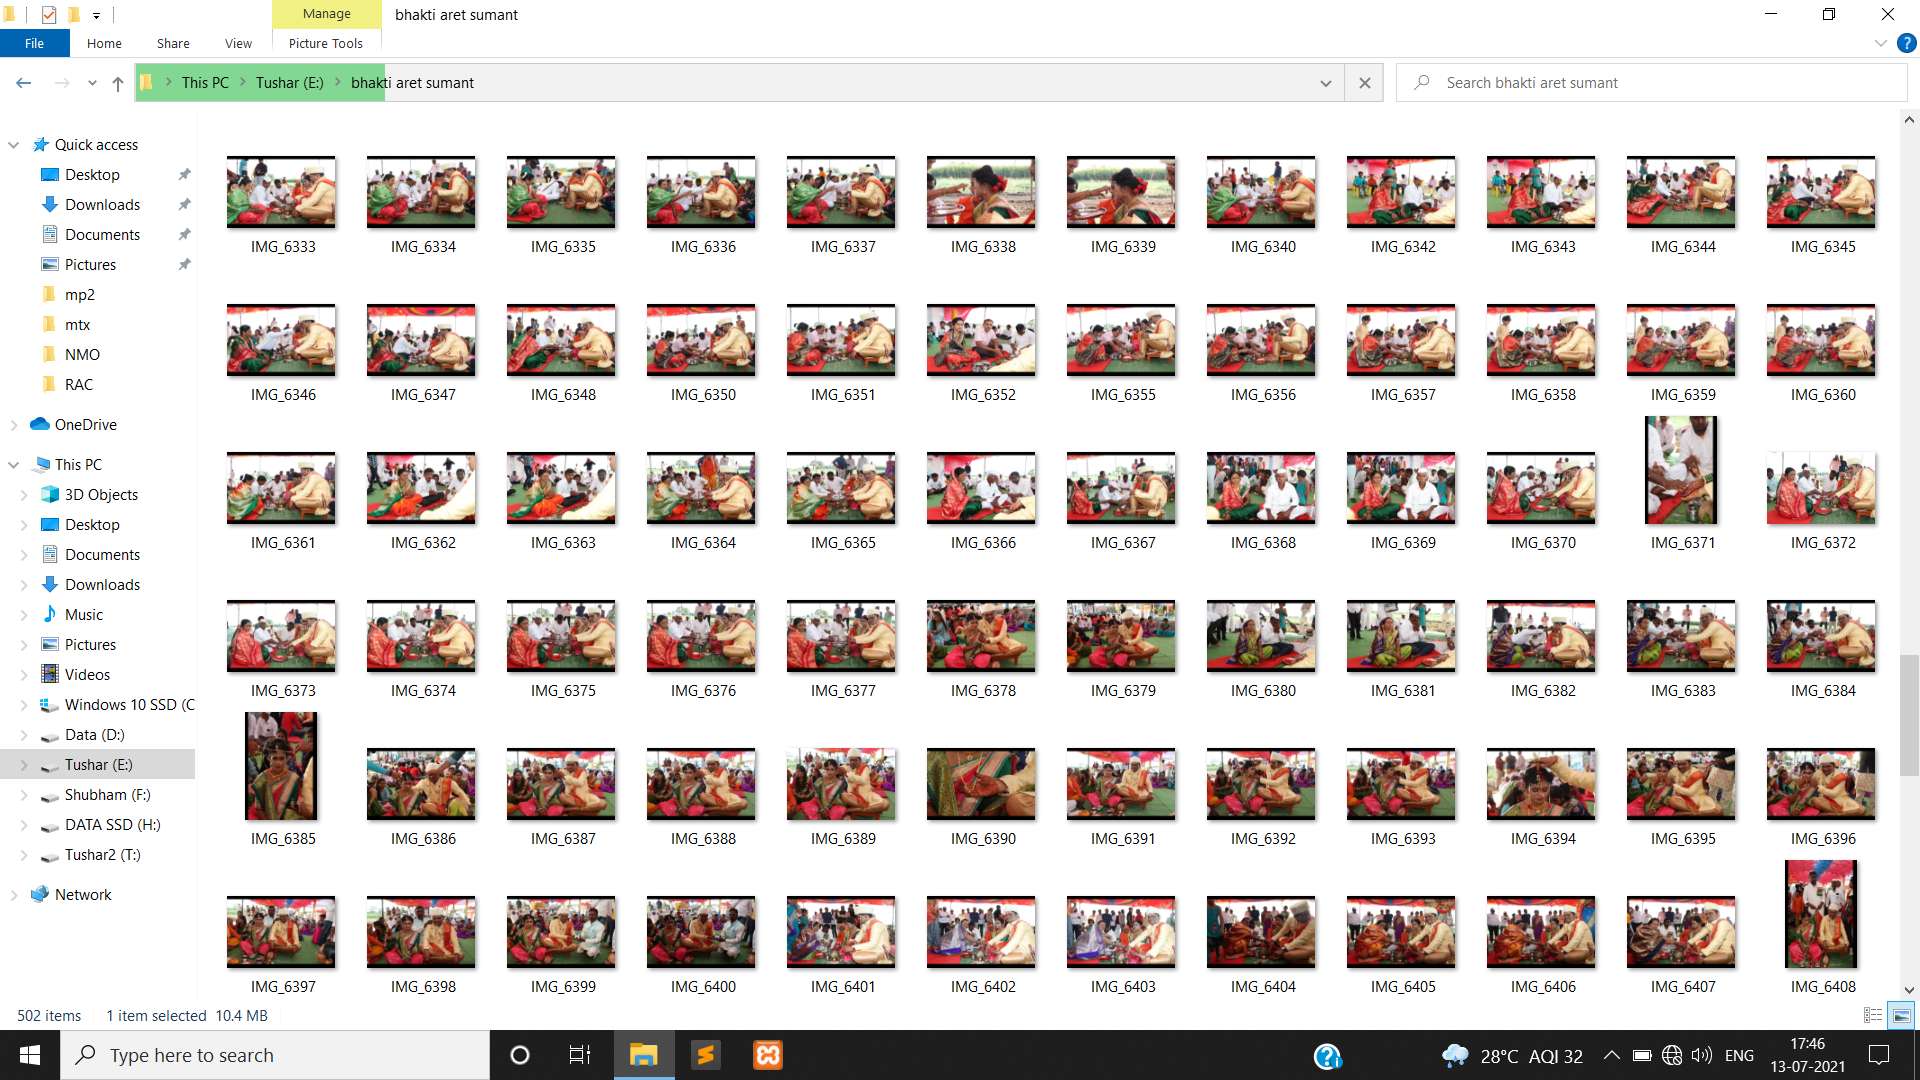 Manage
bhakti aret sumant
File
Home
Share
View
Picture Tools
?
This PC
Tushar (E:)
bhakti aret sumant
Search bhakti aret sumant
Quick access
Desktop
Downloads
Documents
Pictures
mp2
mtx
NMO
RAC
OneDrive
This PC
3D Objects
Desktop
Documents
Downloads
Music
Pictures
Videos
Windows 10 SSD (C
Data (D:)
Tushar (E:)
Shubham (F:)
DATA SSD (H:)
Tushar2 (T:)
Network
IMG_6333 IMG_6334 IMG_6335 IMG_6336 IMG_6337 IMG_6338 IMG_6339 IMG_6340 IMG_6342 IMG_6343 IMG_6344 IMG_6345
IMG_6346 IMG_6347 IMG_6348 IMG_6350 IMG_6351 IMG_6352 IMG_6355 IMG_6356 IMG_6357 IMG_6358 IMG_6359 IMG_6360
IMG_6361 IMG_6362 IMG_6363 IMG_6364 IMG_6365 IMG_6366 IMG_6367 IMG_6368 IMG_6369 IMG_6370 IMG_6371 IMG_6372
IMG_6373 IMG_6374 IMG_6375 IMG_6376 IMG_6377 IMG_6378 IMG_6379 IMG_6380 IMG_6381 IMG_6382 IMG_6383 IMG_6384
IMG_6385 IMG_6386 IMG_6387 IMG_6388 IMG_6389 IMG_6390 IMG_6391 IMG_6392 IMG_6393 IMG_6394 IMG_6395 IMG_6396
IMG_6397 IMG_6398 IMG_6399 IMG_6400 IMG_6401 IMG_6402 IMG_6403 IMG_6404 IMG_6405 IMG_6406 IMG_6407 IMG_6408
502 items 1 item selected 10.4 MB
Type here to search
28°C AQI 32
ENG
17:46
13-07-2021